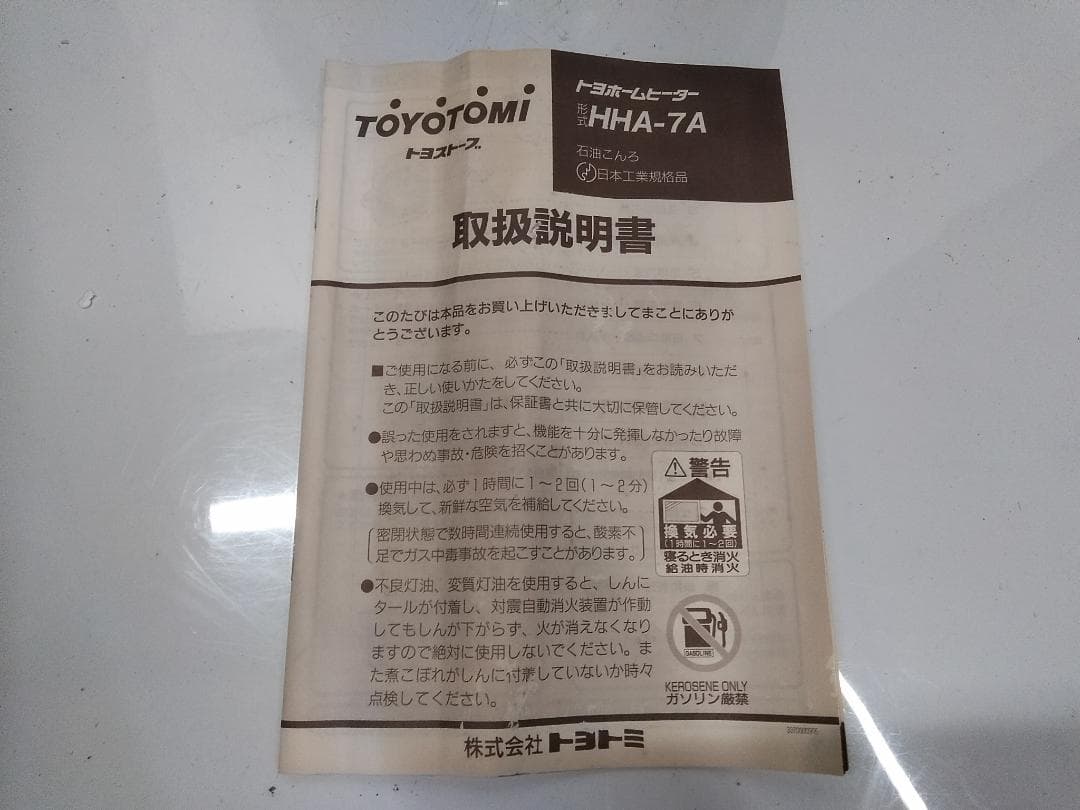 TOYOTOMI
トヨストーブ
トヨホームヒーター
形式 HHA-7A
石油こんろ
日本工業規格品
取扱説明書
このたびは本品をお買い上げいただきましてまことにありが
とうございます。
■ご使用になる前に、必ずこの「取扱説明書」をお読みいただ
き、正しい使いかたをしてください。
この「取扱説明書」は、保証書と共に大切に保管してください。
●誤った使用をされますと、機能を十分に発揮しなかったり故障
や思わぬ事故・危険を招くことがあります。
●使用中は、必ず1時間に1〜2回(1〜2分)
換気して、新鮮な空気を補給してください。
密閉状態で数時間連続使用すると、酸素不
足でガス中毒事故を起こすことがあります。
●不良灯油、変質灯油を使用すると、しんに
タールが付着し、対震自動消火装置が作動
してもしんが下がらず、火が消えなくなり
ますので絶対に使用しないでください。ま
た煮こぼれがしんに付着していないか時々
点検してください。
⚠警告
換気必要
(1時間に1〜2回)
寝るとき消火
給油時消火
GASOLINE
KEROSENE ONLY
ガソリン厳禁
株式会社 トヨトミ